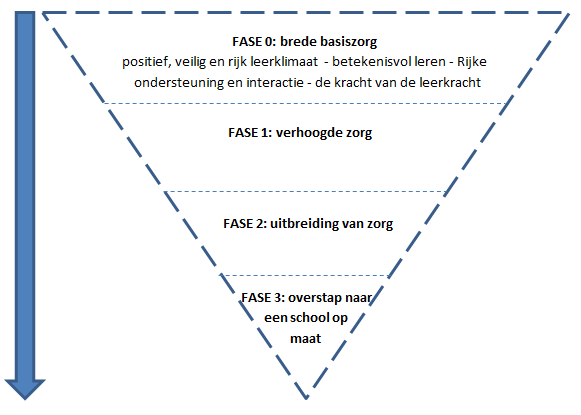 FASE 0: brede basiszorg
positief, veilig en rijk leerklimaat - betekenisvol leren - Rijke
ondersteuning en interactie - de kracht van de leerkracht
FASE 1: verhoogde zorg
FASE 2: uitbreiding van zorg
FASE 3: overstap naar
een school op
maat